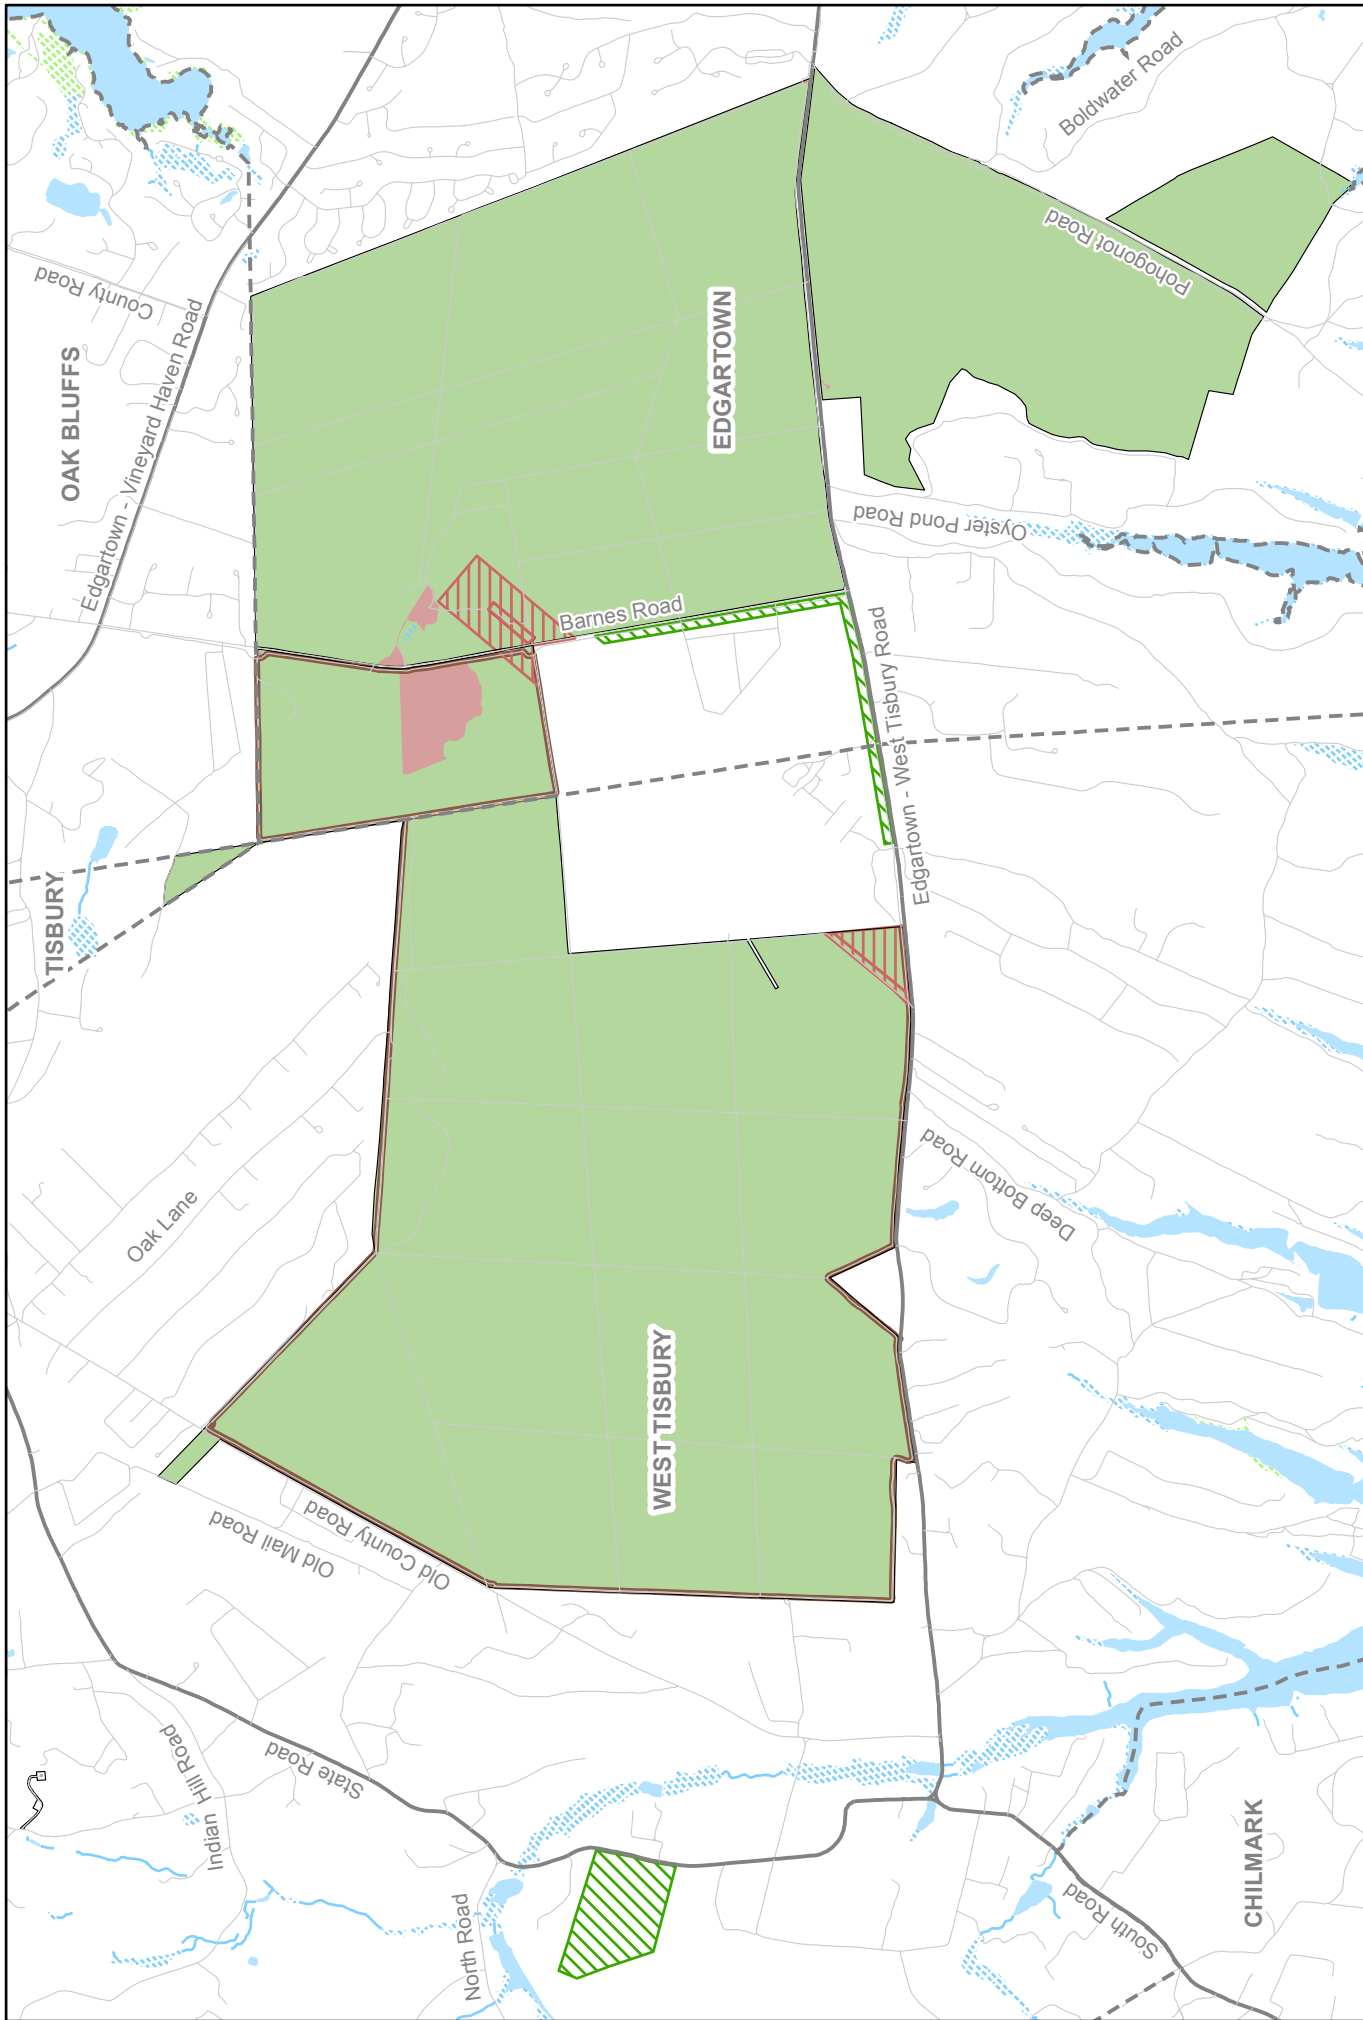 Boldwater Road
Pohogonot Road
County Road
OAK BLUFFS
Edgartown - Vineyard Haven Road
EDGARTOWN
Oyster Pond Road
Barnes Road
Edgartown - West Tisbury Road
TISBURY
Deep Bottom Road
Oak Lane
WEST TISBURY
Old County Road
Old Mail Road
Indian Hill Road
State Road
CHILMARK
North Road
South Road